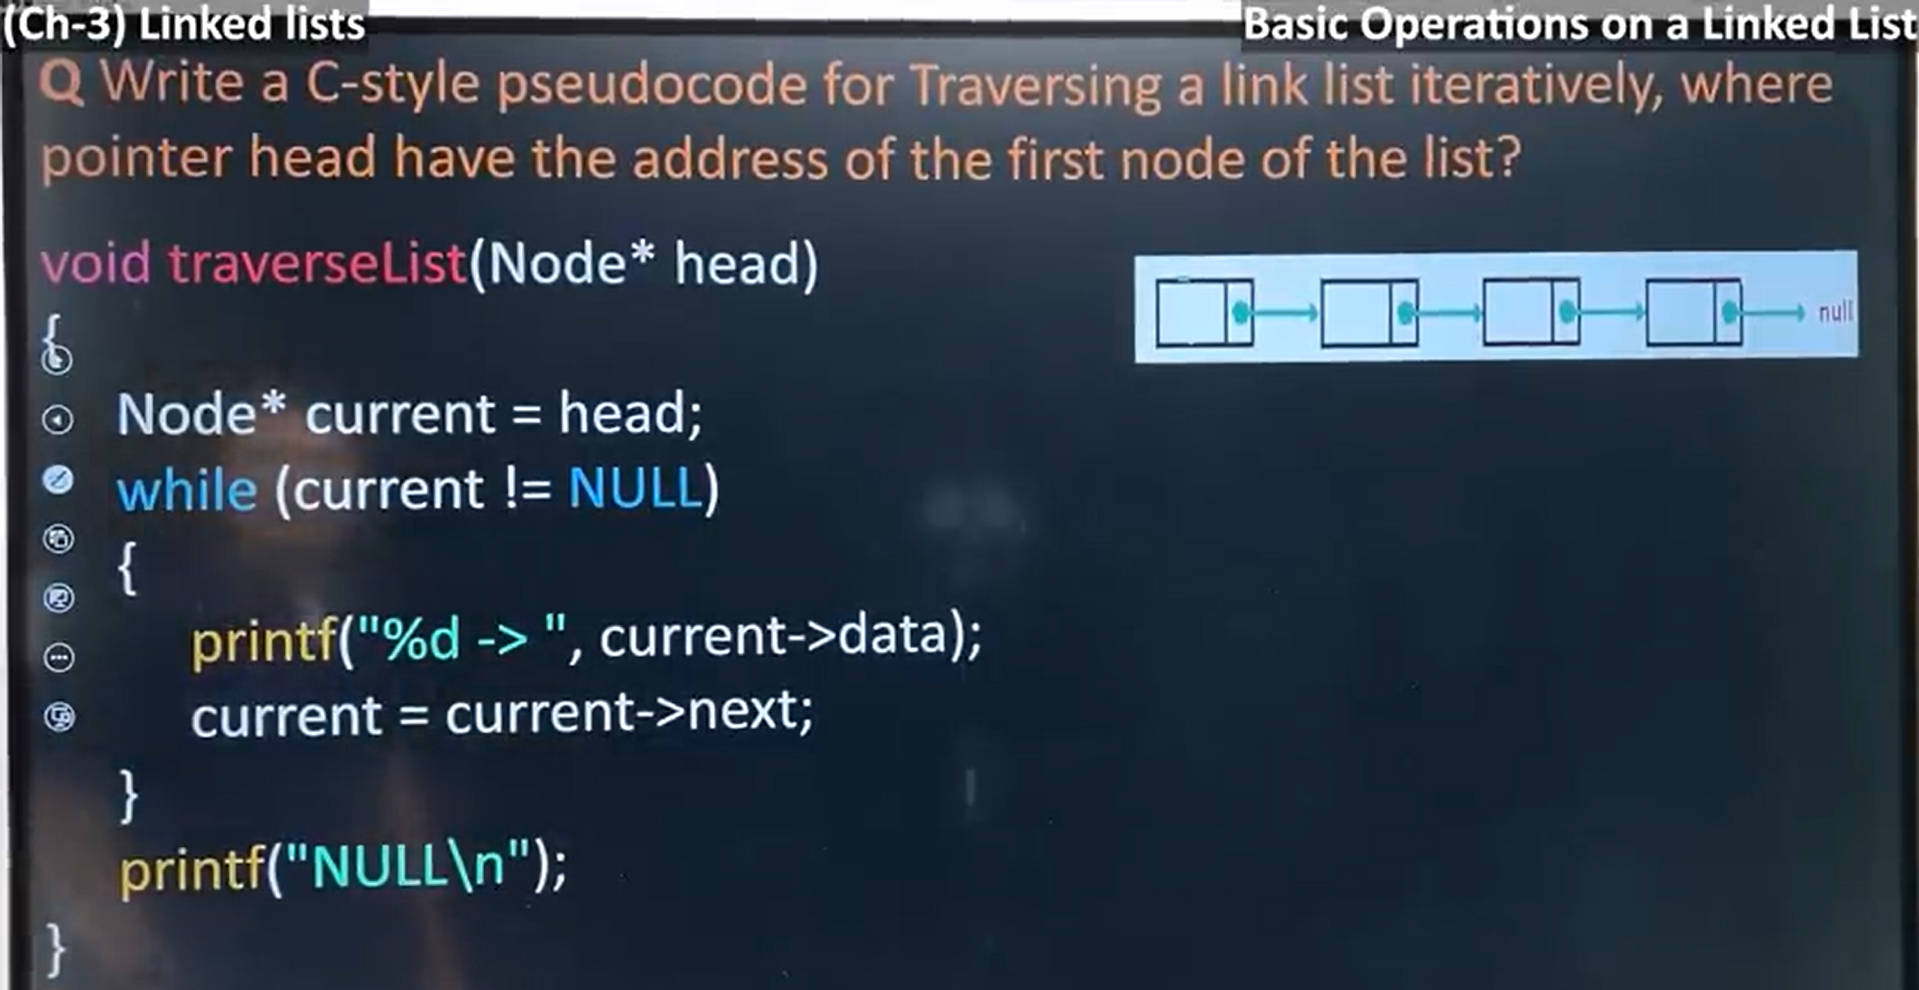 (Ch-3) Linked lists
Basic Operations on a Linked List
Q Write a C-style pseudocode for Traversing a link list iteratively, where
pointer head have the address of the first node of the list?
void traverseList(Node* head)
{
null
Node* current = head;
while (current != NULL)
{
printf("%d -> ", current->data);
current = current->next;
}
printf("NULL\n");
}